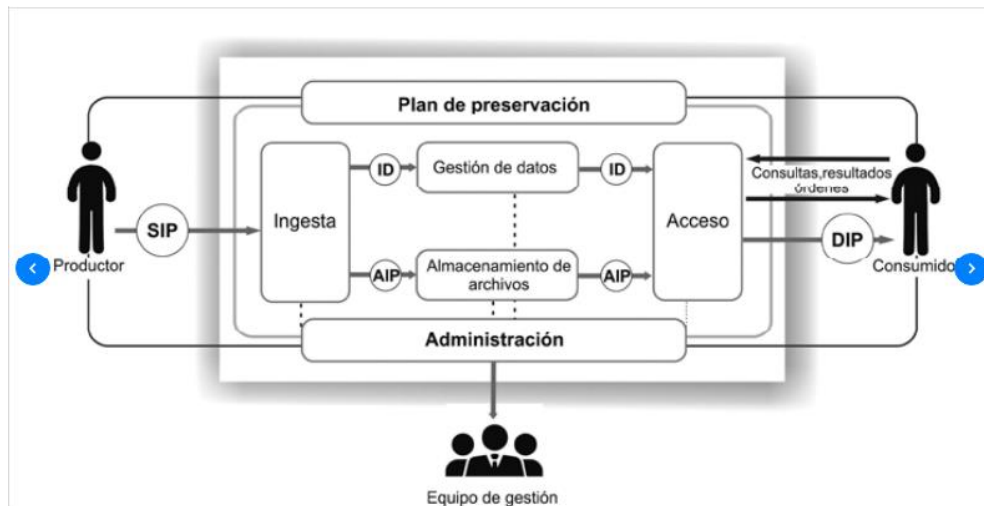 Plan de preservación
ID
Gestión de datos
ID
Consultas,resultados
órdenes
Ingesta
Acceso
SIP
DIP
Productor
Consumido
AIP
Almacenamiento de
archivos
AIP
Administración
Equipo de gestión